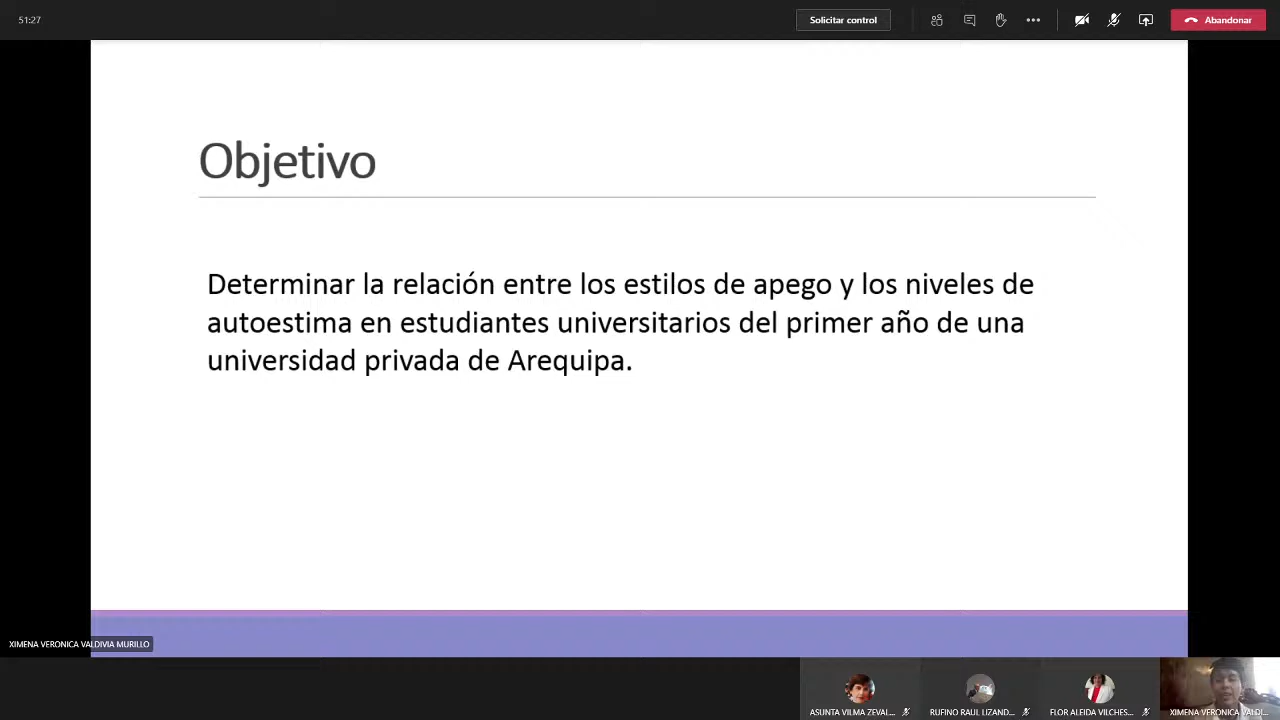 51:27
Solicitar control
Abandonar
Objetivo
Determinar la relación entre los estilos de apego y los niveles de
autoestima en estudiantes universitarios del primer año de una
universidad privada de Arequipa.
XIMENA VERONICA VALDIVIA MURILLO
ASUNTA VILMA ZEVAL...
RUFINO RAUL LIZAND...
FLOR ALEIDA VILCHES...
XIMENA VERONICA VALDI...